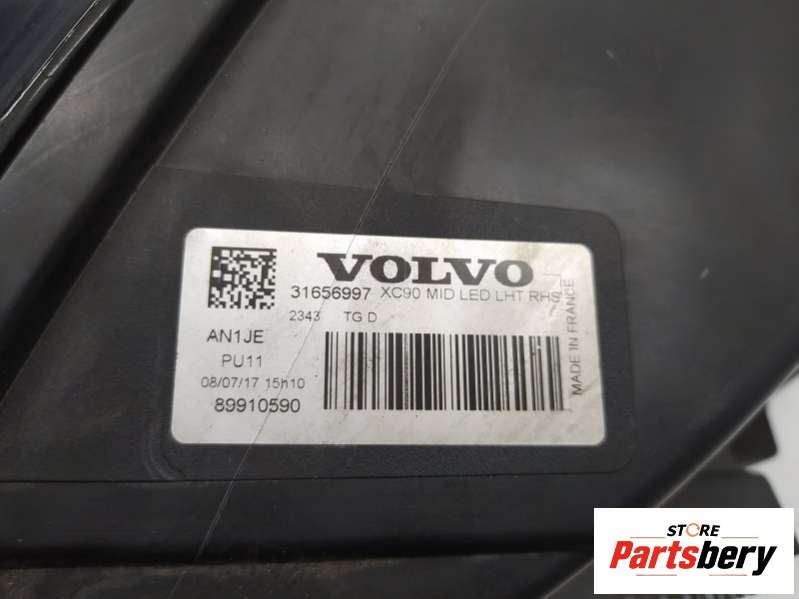 VOLVO
31656997 XC90 MID LED LHT RHS
2343 TG D
AN1JE
PU11
08/07/17 15h10
89910590
MADE IN FRANCE
STORE
Partsbery